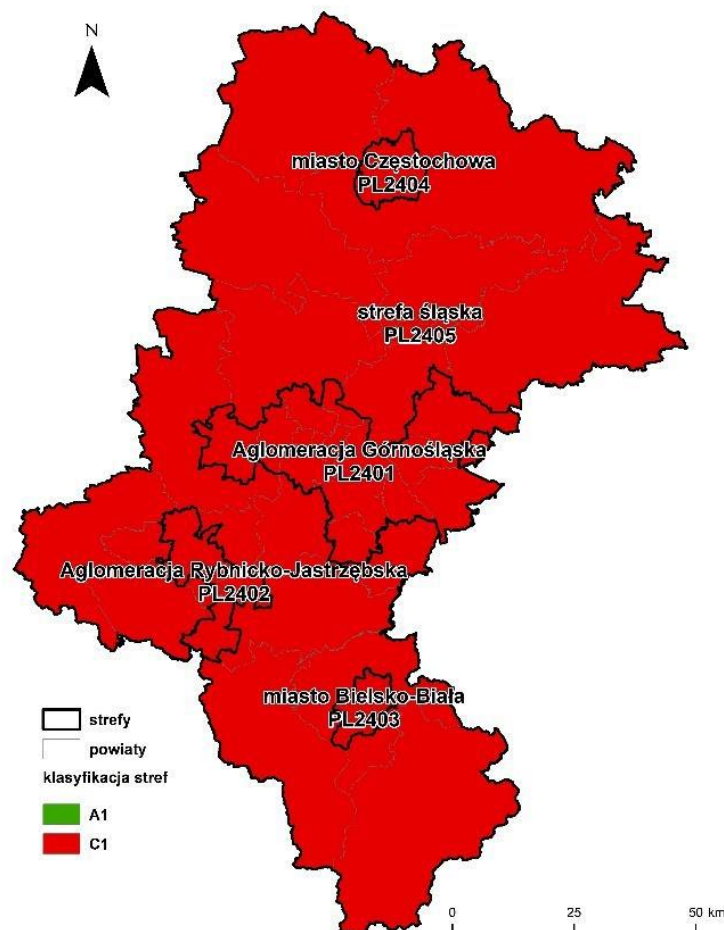 N
miasto Częstochowa
PL2404
strefa śląska
PL2405
Aglomeracja Górnośląska
PL2401
Aglomeracja Rybnicko-Jastrzębska
PL2402
miasto Bielsko-Biała
PL2403
strefy
powiaty
klasyfikacja stref
A1
C1
0 25 50 km